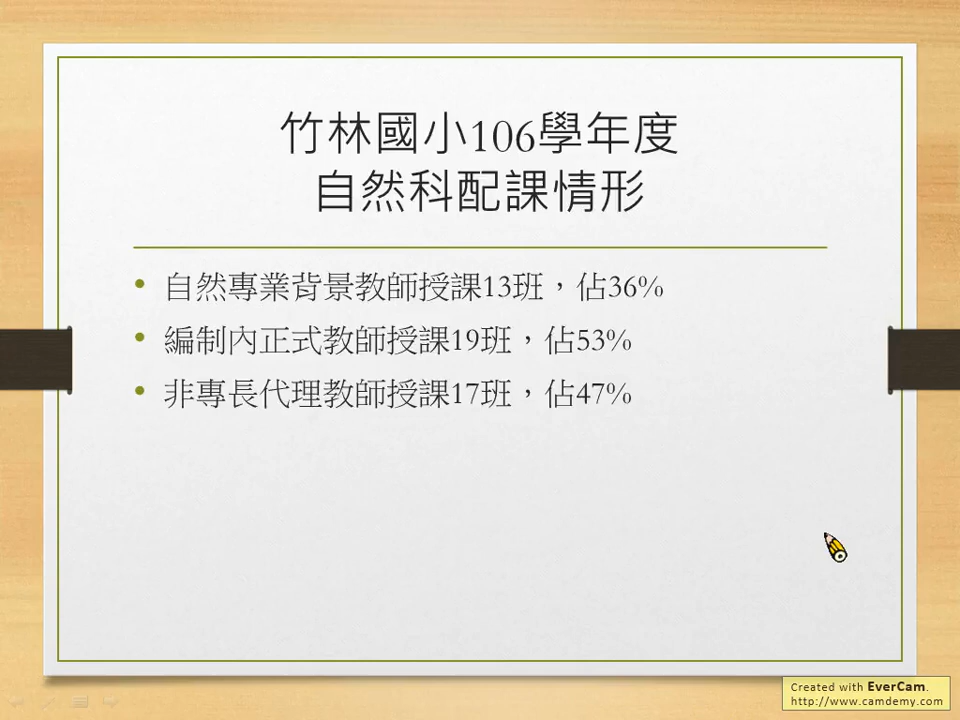 竹林國小106學年度
自然科配課情形
• 自然專業背景教師授課13班，佔36%
• 編制內正式教師授課19班，佔53%
• 非專長代理教師授課17班，佔47%
Created with EverCam.
http://www.camdemy.com